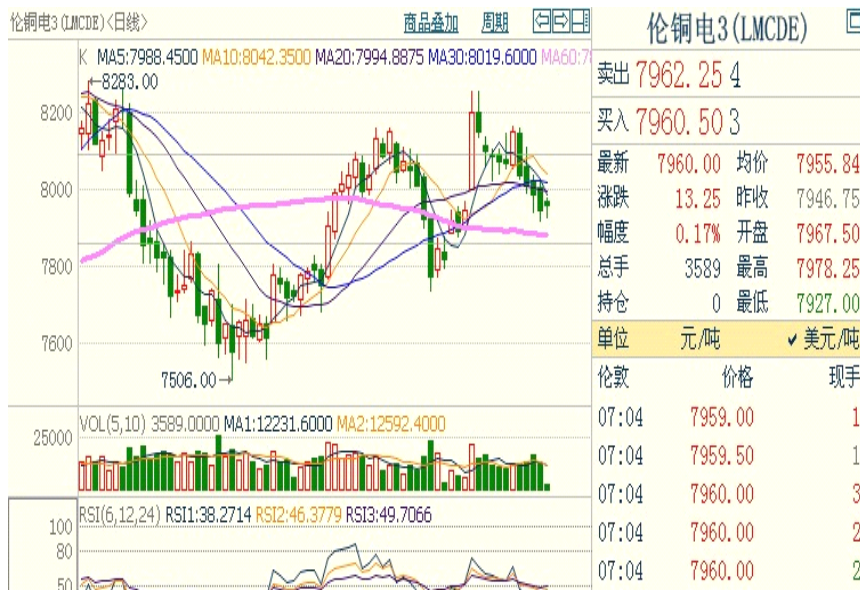 伦铜电3(LMCDE)<日线>
商品叠加 周期
K MA5:7988.4500 MA10:8042.3500 MA20:7994.8875 MA30:8019.6000 MA60:7
8283.00
8200
8000
7800
7600
7506.00
VOL(5,10) 3589.0000 MA1:12231.6000 MA2:12592.4000
25000
RSI(6,12,24) RSI1:38.2714 RSI2:46.3779 RSI3:49.7066
100
80
50
伦铜电3(LMCDE)
卖出 7962.25 4
买入 7960.50 3
最新 7960.00 均价 7955.84
涨跌 13.25 昨收 7946.75
幅度 0.17% 开盘 7967.50
总手 3589 最高 7978.25
持仓 0 最低 7927.00
单位 元/吨 ✓ 美元/吨
伦敦 价格 现手
07:04 7959.00 1
07:04 7959.50 1
07:04 7960.00 3
07:04 7960.00 2
07:04 7960.00 2